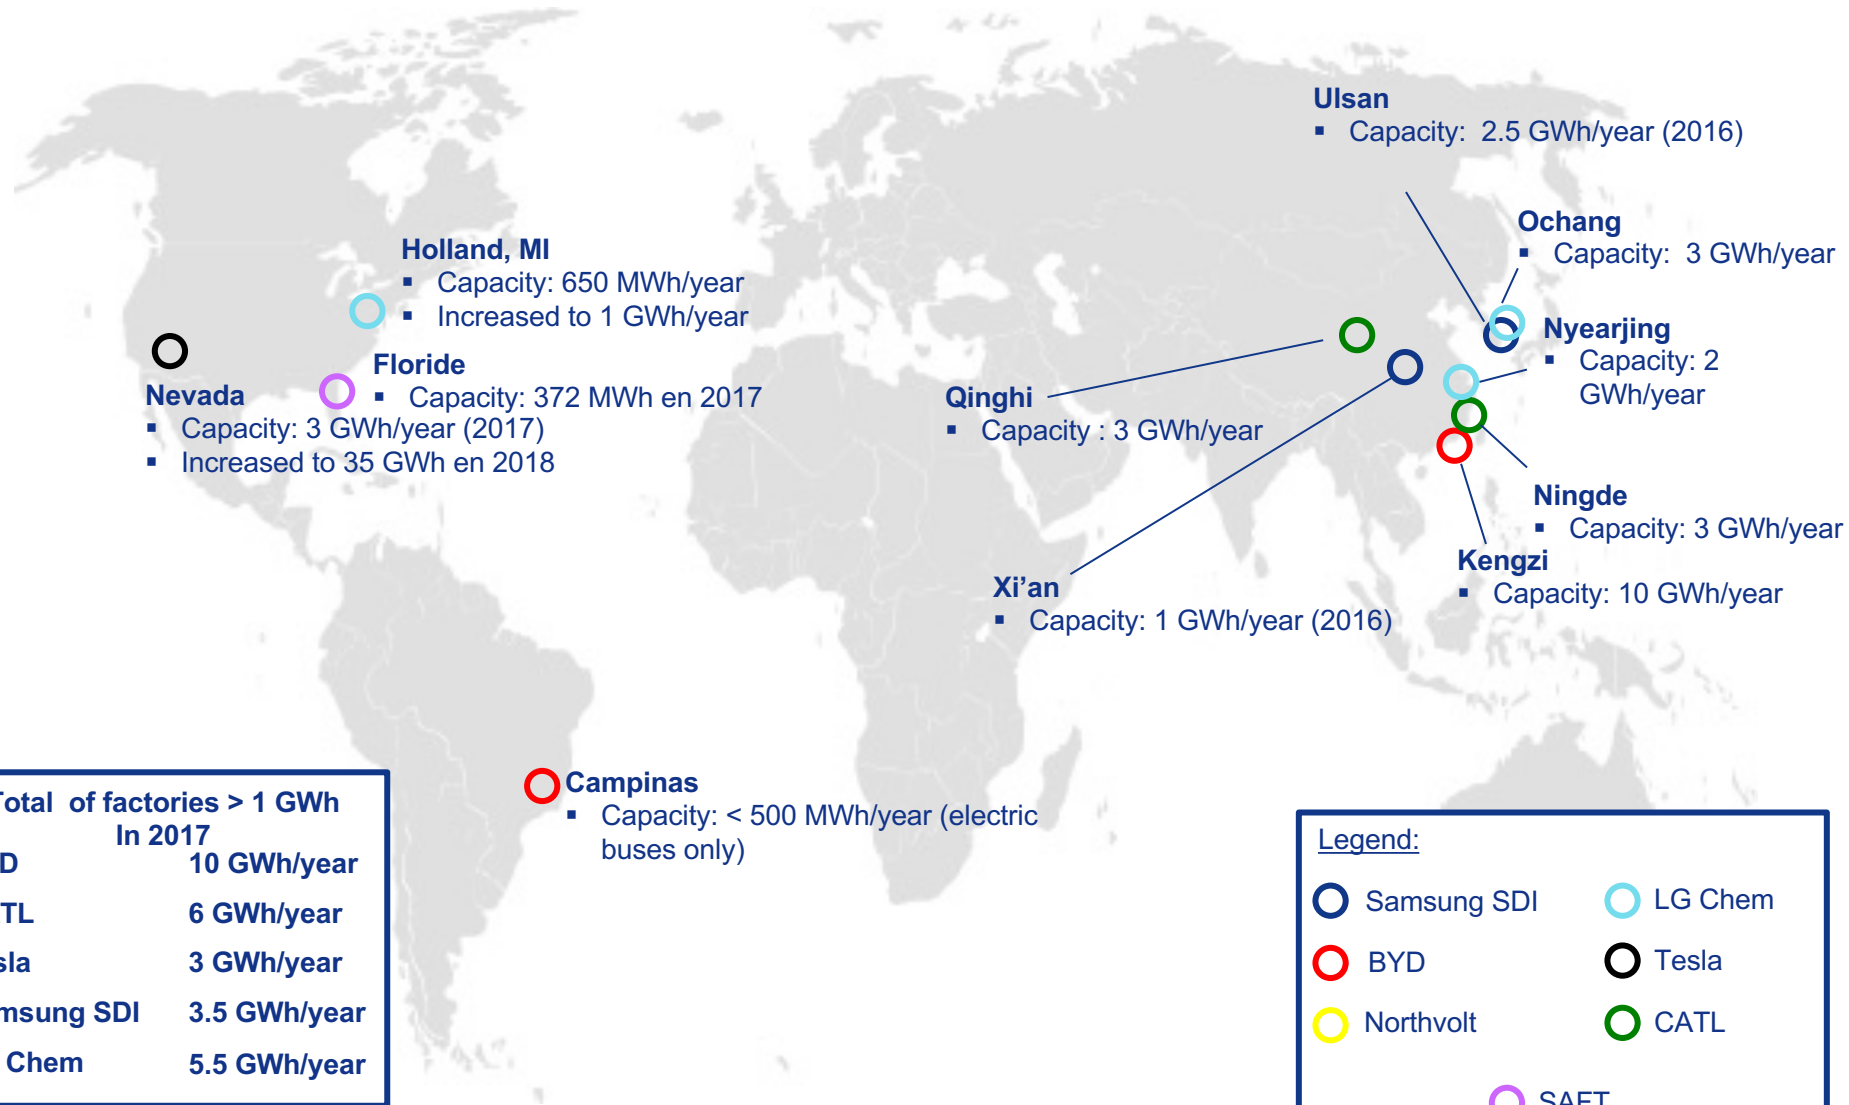 Ulsan
▪ Capacity: 2.5 GWh/year (2016)
Ochang
▪ Capacity: 3 GWh/year
Holland, MI
▪ Capacity: 650 MWh/year
▪ Increased to 1 GWh/year
Nyearjing
▪ Capacity: 2
GWh/year
Floride
▪ Capacity: 372 MWh en 2017
Nevada
▪ Capacity: 3 GWh/year (2017)
▪ Increased to 35 GWh en 2018
Qinghi
▪ Capacity : 3 GWh/year
Ningde
▪ Capacity: 3 GWh/year
Kengzi
▪ Capacity: 10 GWh/year
Xi’an
▪ Capacity: 1 GWh/year (2016)
Campinas
▪ Capacity: < 500 MWh/year (electric
buses only)
Total of factories > 1 GWh
In 2017
D 10 GWh/year
TL 6 GWh/year
sla 3 GWh/year
msung SDI 3.5 GWh/year
Chem 5.5 GWh/year
Legend:
Samsung SDI
LG Chem
BYD
Tesla
Northvolt
CATL
SAFT